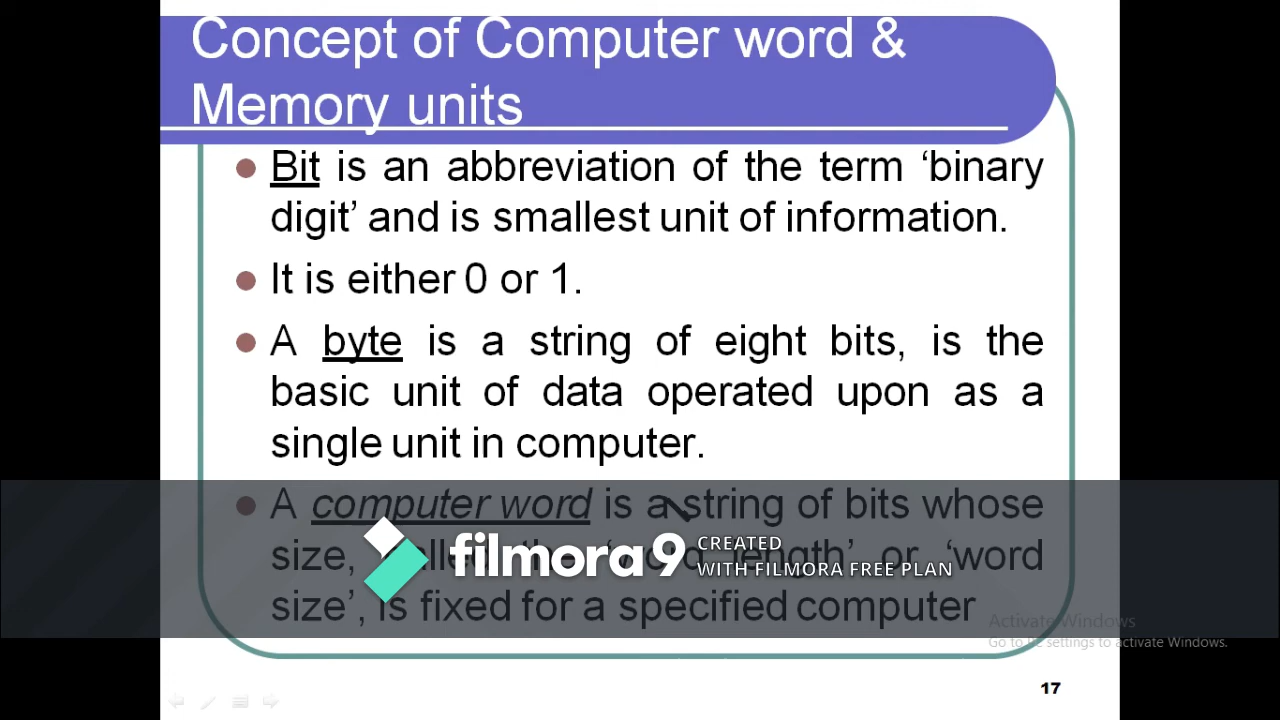 Concept of Computer word &
Memory units
Bit is an abbreviation of the term ‘binary
digit’ and is smallest unit of information.
It is either 0 or 1.
A byte is a string of eight bits, is the
basic unit of data operated upon as a
single unit in computer.
A computer word is a string of bits whose
size, called the ‘word length’ or ‘word
size’, is fixed for a specified computer
filmora9 CREATED
WITH FILMORA FREE PLAN
Activate Windows
Go to PC settings to activate Windows.
17